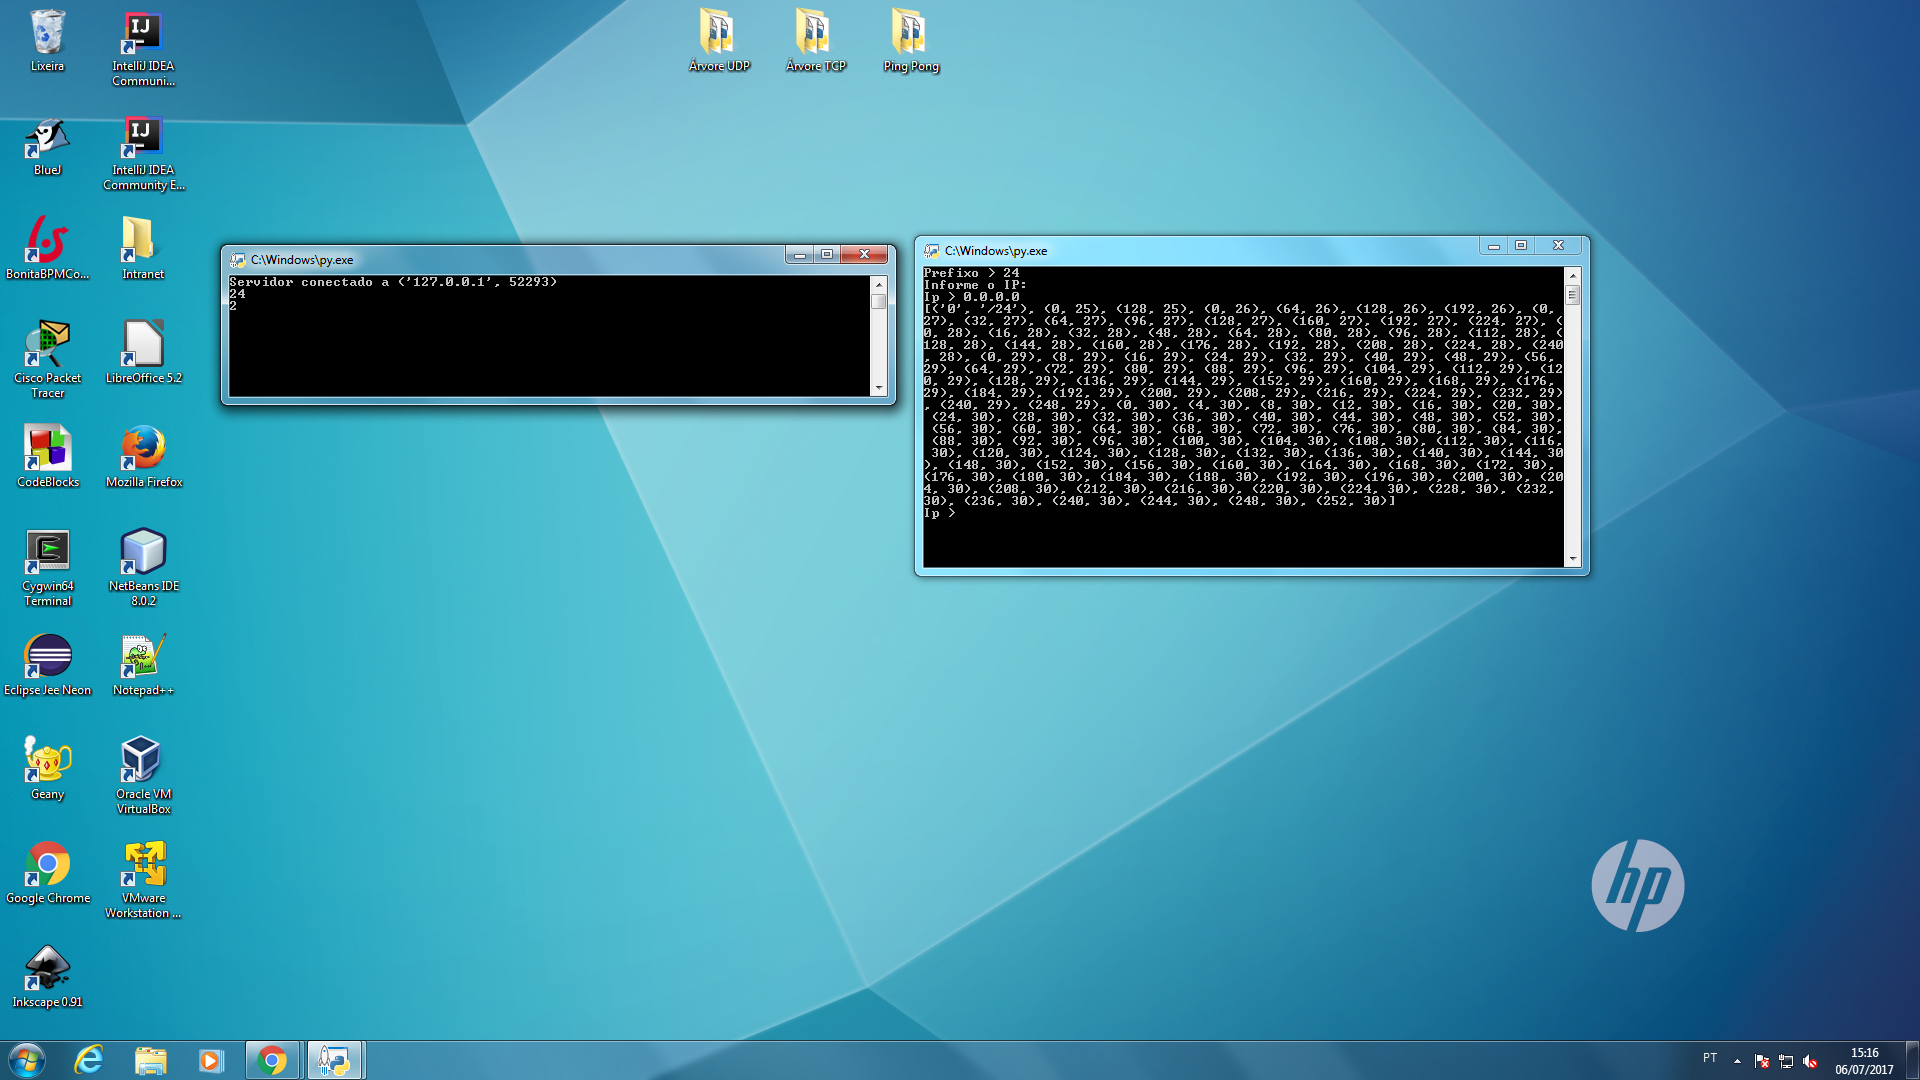 Lixeira
IntelliJ IDEA
Communi...
Árvore UDP
Árvore TCP
Ping Pong
BlueJ
IntelliJ IDEA
Community E...
BonitaBPMCo...
Intranet
Cisco Packet
Tracer
LibreOffice 5.2
CodeBlocks
Mozilla Firefox
Cygwin64
Terminal
NetBeans IDE
8.0.2
Eclipse Jee Neon
Notepad++
Geany
Oracle VM
VirtualBox
Google Chrome
VMware
Workstation ...
Inkscape 0.91
C:\Windows\py.exe
Servidor conectado a ('127.0.0.1', 52293)
24
2
C:\Windows\py.exe
Prefixo > 24
Informe o IP:
Ip > 0.0.0.0
[('0', '/24'), (0, 25), (128, 25), (0, 26), (64, 26), (128, 26), (192, 26), (0,
27), (32, 27), (64, 27), (96, 27), (128, 27), (160, 27), (192, 27), (224, 27), (
0, 28), (16, 28), (32, 28), (48, 28), (64, 28), (80, 28), (96, 28), (112, 28), (
128, 28), (144, 28), (160, 28), (176, 28), (192, 28), (208, 28), (224, 28), (240
, 28), (0, 29), (8, 29), (16, 29), (24, 29), (32, 29), (40, 29), (48, 29), (56,
29), (64, 29), (72, 29), (80, 29), (88, 29), (96, 29), (104, 29), (112, 29), (12
0, 29), (128, 29), (136, 29), (144, 29), (152, 29), (160, 29), (168, 29), (176,
29), (184, 29), (192, 29), (200, 29), (208, 29), (216, 29), (224, 29), (232, 29)
, (240, 29), (248, 29), (0, 30), (4, 30), (8, 30), (12, 30), (16, 30), (20, 30),
(24, 30), (28, 30), (32, 30), (36, 30), (40, 30), (44, 30), (48, 30), (52, 30),
(56, 30), (60, 30), (64, 30), (68, 30), (72, 30), (76, 30), (80, 30), (84, 30),
(88, 30), (92, 30), (96, 30), (100, 30), (104, 30), (108, 30), (112, 30), (116,
30), (120, 30), (124, 30), (128, 30), (132, 30), (136, 30), (140, 30), (144, 30
), (148, 30), (152, 30), (156, 30), (160, 30), (164, 30), (168, 30), (172, 30),
(176, 30), (180, 30), (184, 30), (188, 30), (192, 30), (196, 30), (200, 30), (20
4, 30), (208, 30), (212, 30), (216, 30), (220, 30), (224, 30), (228, 30), (232,
30), (236, 30), (240, 30), (244, 30), (248, 30), (252, 30)]
Ip >
hp
PT
15:16
06/07/2017